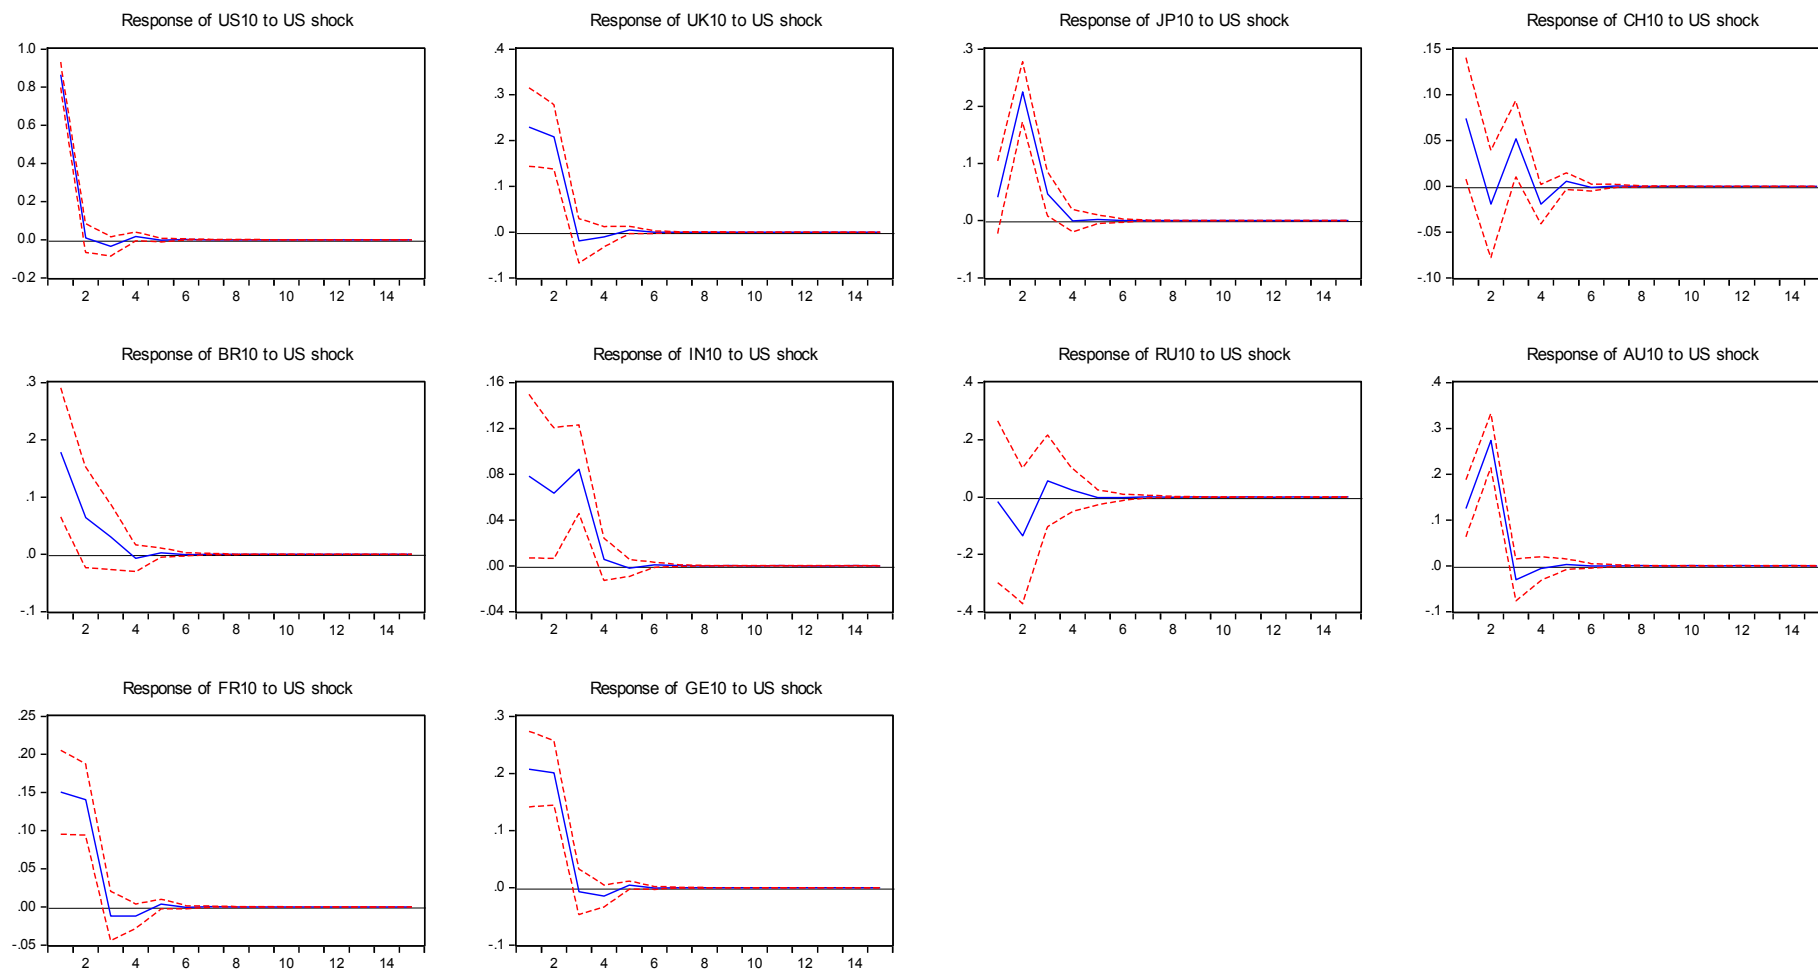 Response of US10 to US shock
1.0
0.8
0.6
0.4
0.2
0.0
-0.2
2 4 6 8 10 12 14
Response of UK10 to US shock
.4
.3
.2
.1
.0
-.1
2 4 6 8 10 12 14
Response of JP10 to US shock
.3
.2
.1
.0
-.1
2 4 6 8 10 12 14
Response of CH10 to US shock
.15
.10
.05
.00
-.05
-.10
2 4 6 8 10 12 14
Response of BR10 to US shock
.3
.2
.1
.0
-.1
2 4 6 8 10 12 14
Response of IN10 to US shock
.16
.12
.08
.04
.00
-.04
2 4 6 8 10 12 14
Response of RU10 to US shock
.4
.2
.0
-.2
-.4
2 4 6 8 10 12 14
Response of AU10 to US shock
.4
.3
.2
.1
.0
-.1
2 4 6 8 10 12 14
Response of FR10 to US shock
.25
.20
.15
.10
.05
.00
-.05
2 4 6 8 10 12 14
Response of GE10 to US shock
.3
.2
.1
.0
-.1
2 4 6 8 10 12 14